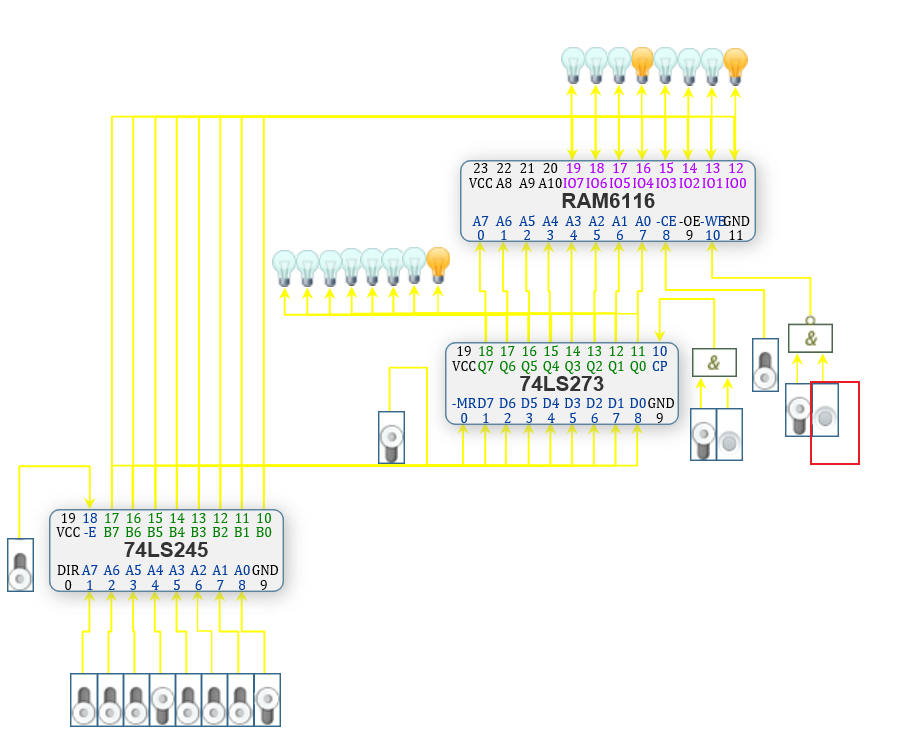 23 22 21 20 19 18 17 16 15 14 13 12
VCC A8 A9 A10 IO7 IO6 IO5 IO4 IO3 IO2 IO1 IO0
RAM6116
A7 A6 A5 A4 A3 A2 A1 A0 -CE -OE -WE GND
0 1 2 3 4 5 6 7 8 9 10 11
&
19 18 17 16 15 14 13 12 11 10
VCC Q7 Q6 Q5 Q4 Q3 Q2 Q1 Q0 CP
&
74LS273
-MR D7 D6 D5 D4 D3 D2 D1 D0 GND
0 1 2 3 4 5 6 7 8 9
19 18 17 16 15 14 13 12 11 10
VCC -E B7 B6 B5 B4 B3 B2 B1 B0
74LS245
DIR A7 A6 A5 A4 A3 A2 A1 A0 GND
0 1 2 3 4 5 6 7 8 9